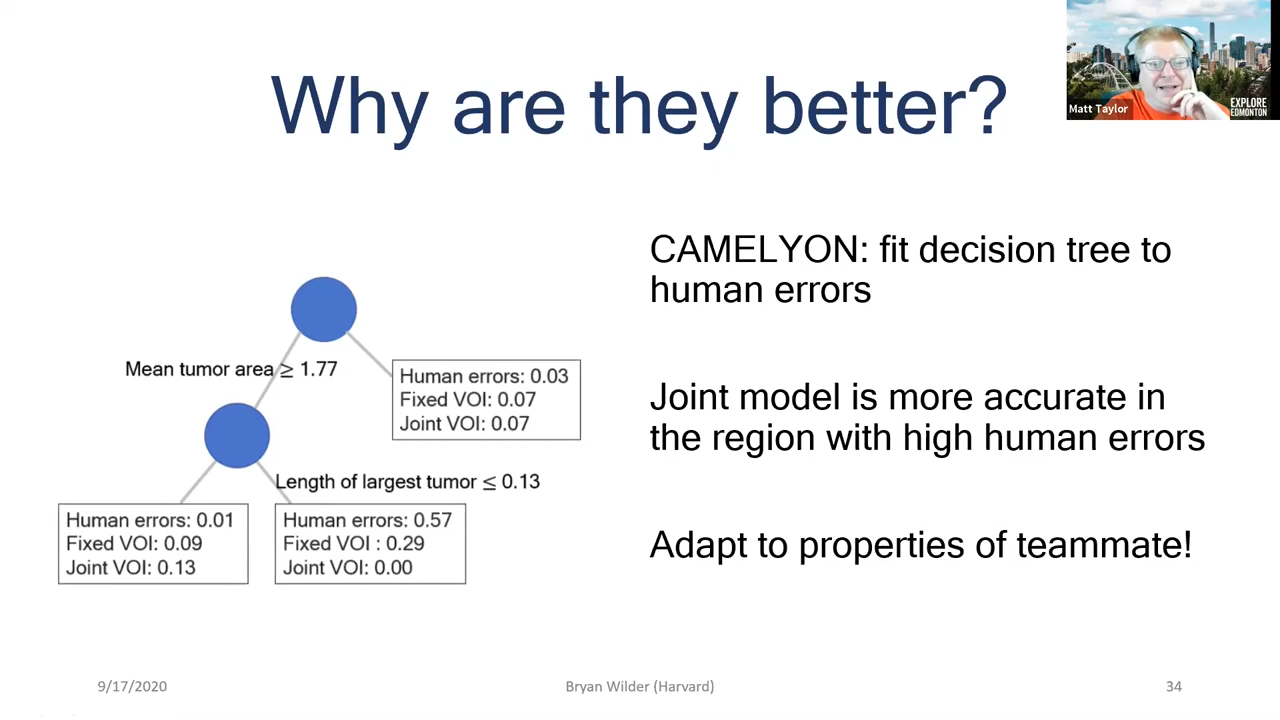 Why are they better?
Matt Taylor
EXPLORE
EDMONTON
CAMELYON: fit decision tree to
human errors
Joint model is more accurate in
the region with high human errors
Adapt to properties of teammate!
Mean tumor area ≥ 1.77
Human errors: 0.03
Fixed VOI: 0.07
Joint VOI: 0.07
Length of largest tumor ≤ 0.13
Human errors: 0.01
Fixed VOI: 0.09
Joint VOI: 0.13
Human errors: 0.57
Fixed VOI : 0.29
Joint VOI: 0.00
9/17/2020
Bryan Wilder (Harvard)
34